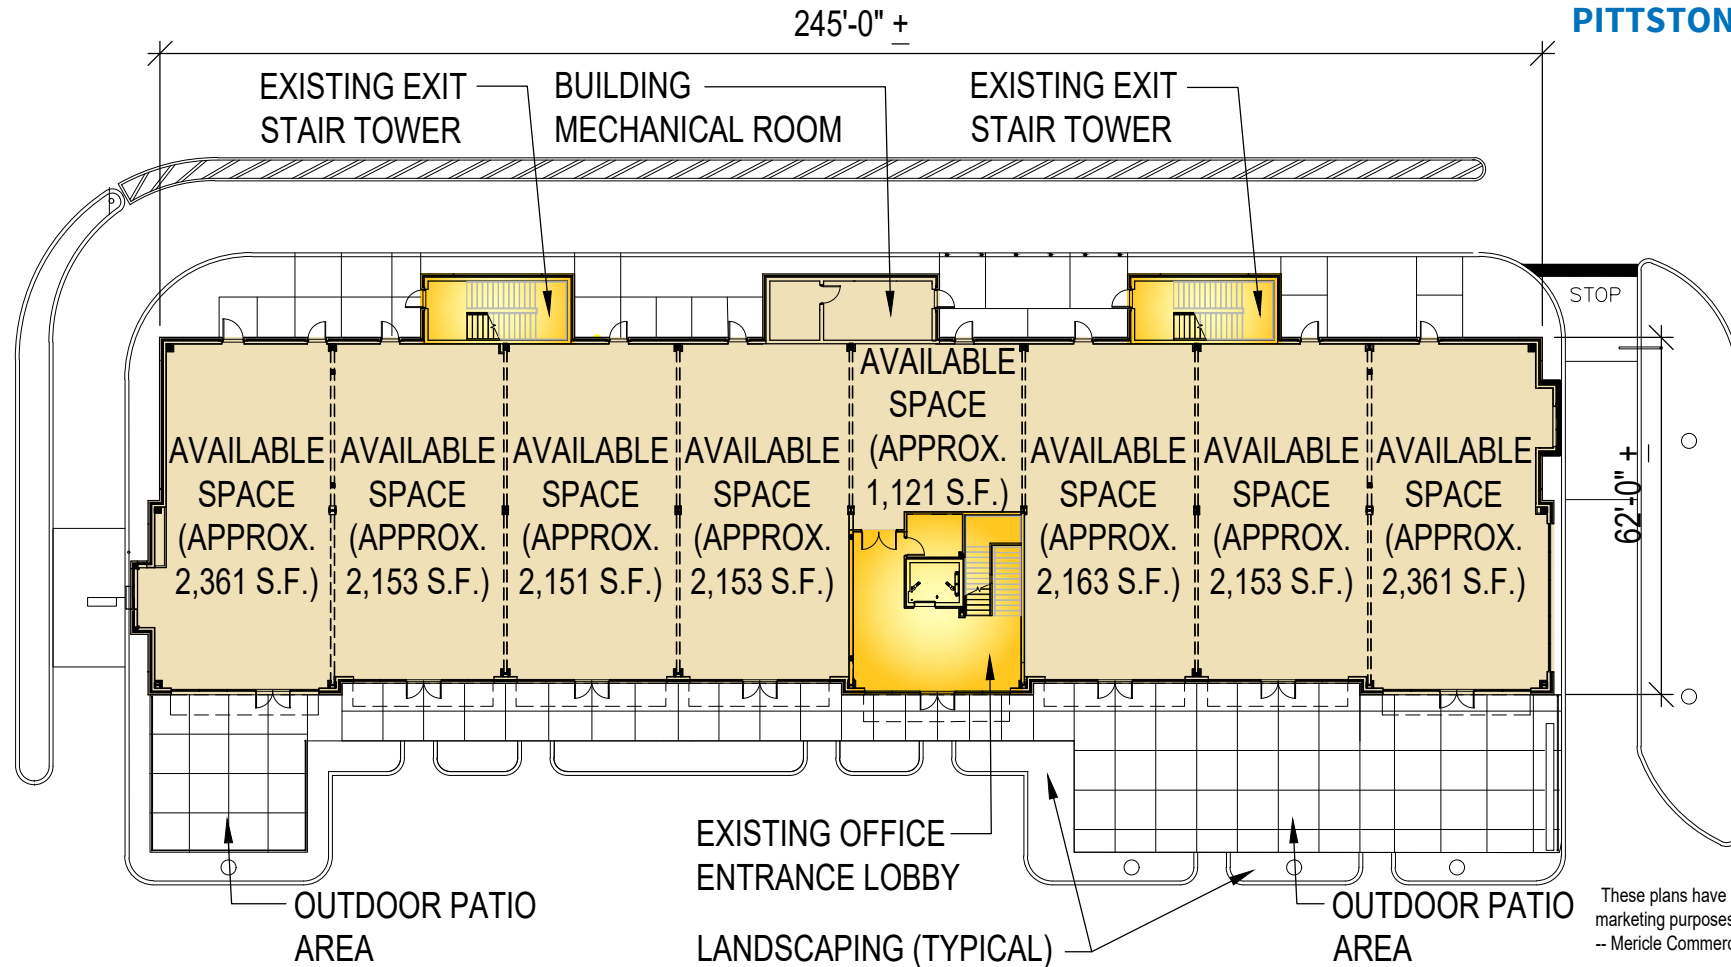 245'-0" +
PITTSTON
EXISTING EXIT
STAIR TOWER
BUILDING
MECHANICAL ROOM
EXISTING EXIT
STAIR TOWER
STOP
AVAILABLE
SPACE
(APPROX.
2,361 S.F.)
AVAILABLE
SPACE
(APPROX.
2,153 S.F.)
AVAILABLE
SPACE
(APPROX.
2,151 S.F.)
AVAILABLE
SPACE
(APPROX.
2,153 S.F.)
AVAILABLE
SPACE
(APPROX.
1,121 S.F.)
AVAILABLE
SPACE
(APPROX.
2,163 S.F.)
AVAILABLE
SPACE
(APPROX.
2,153 S.F.)
AVAILABLE
SPACE
(APPROX.
2,361 S.F.)
62'-0" +
EXISTING OFFICE
ENTRANCE LOBBY
OUTDOOR PATIO
AREA
LANDSCAPING (TYPICAL)
OUTDOOR PATIO
AREA
These plans have
marketing purposes
-- Mericle Commerc